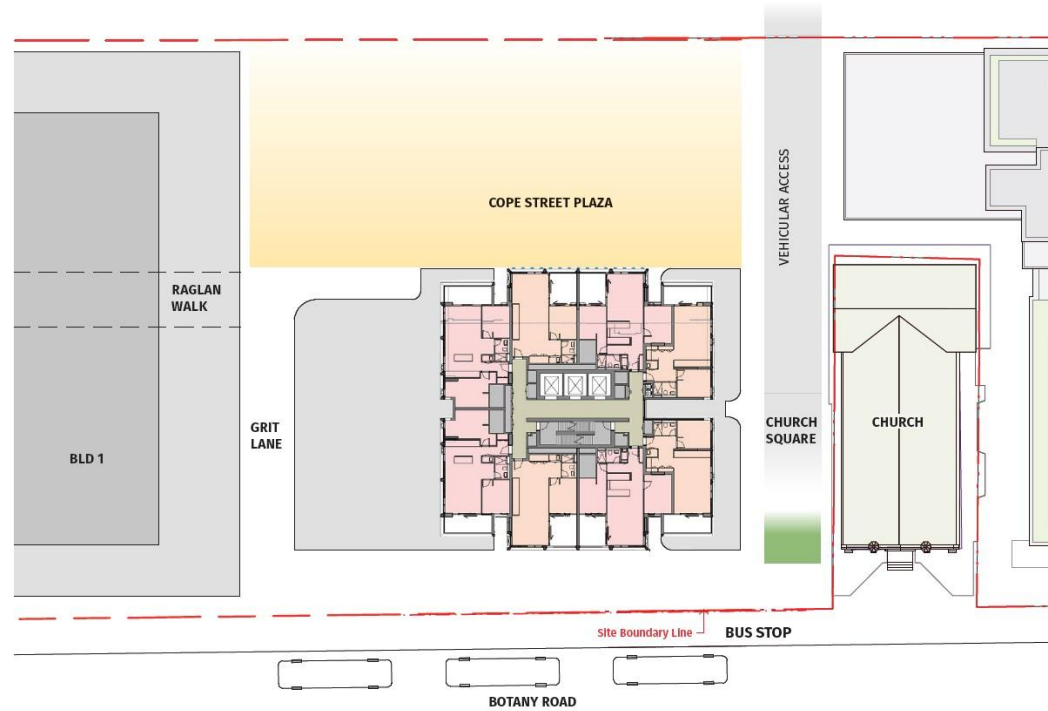 COPE STREET PLAZA
VEHICULAR ACCESS
RAGLAN
WALK
GRIT
LANE
BLD 1
CHURCH
SQUARE
CHURCH
Site Boundary Line
BUS STOP
BOTANY ROAD